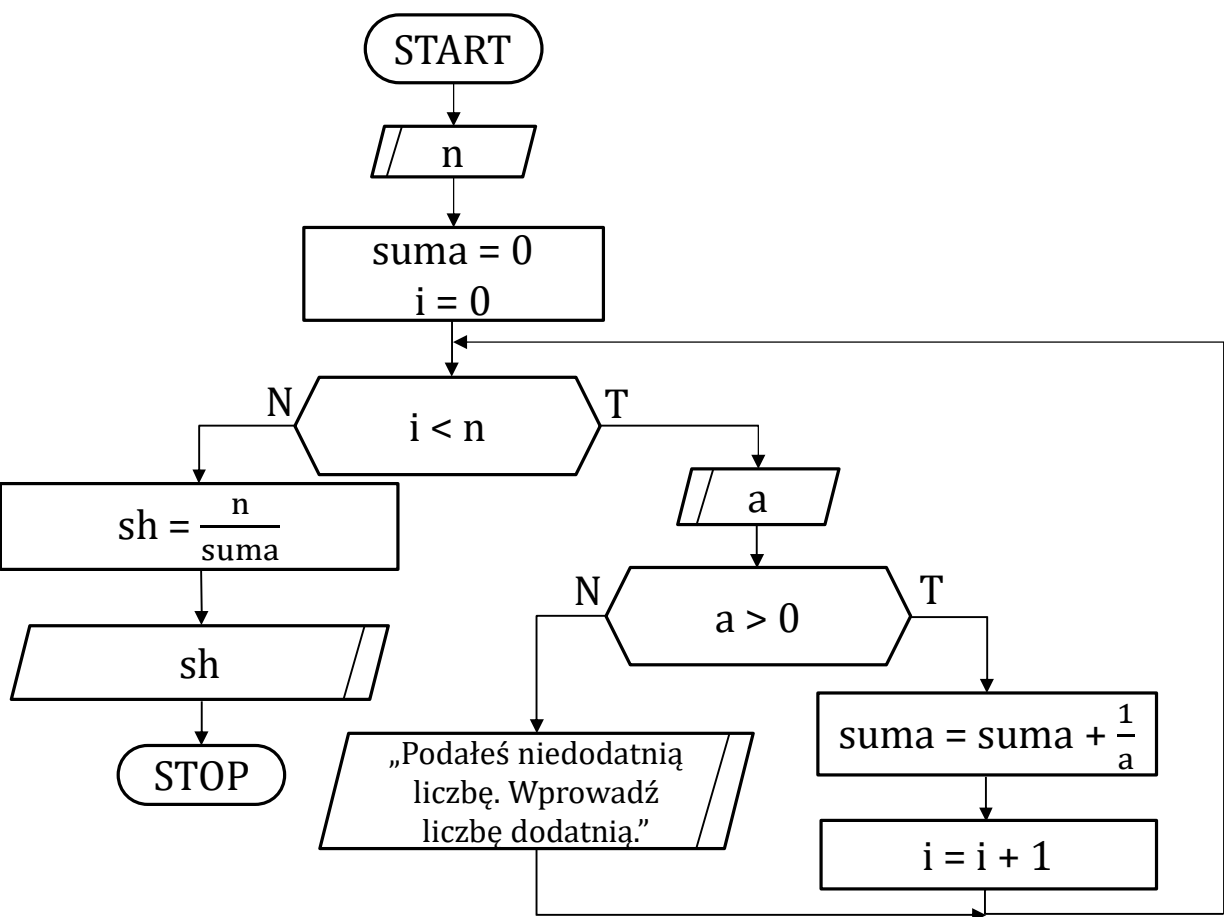 START
n
suma = 0
i = 0
N
T
i < n
a
sh = n/suma
N
T
a > 0
sh
suma = suma + 1/a
„Podałeś niedodatnią
liczbę. Wprowadź
liczbę dodatnią.”
STOP
i = i + 1